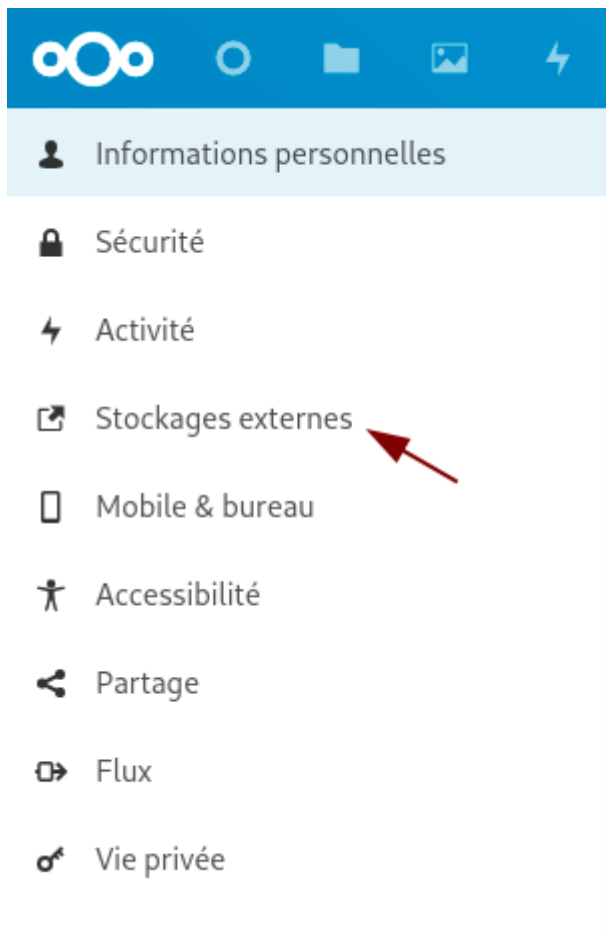 Informations personnelles
Sécurité
Activité
Stockages externes
Mobile & bureau
Accessibilité
Partage
Flux
Vie privée